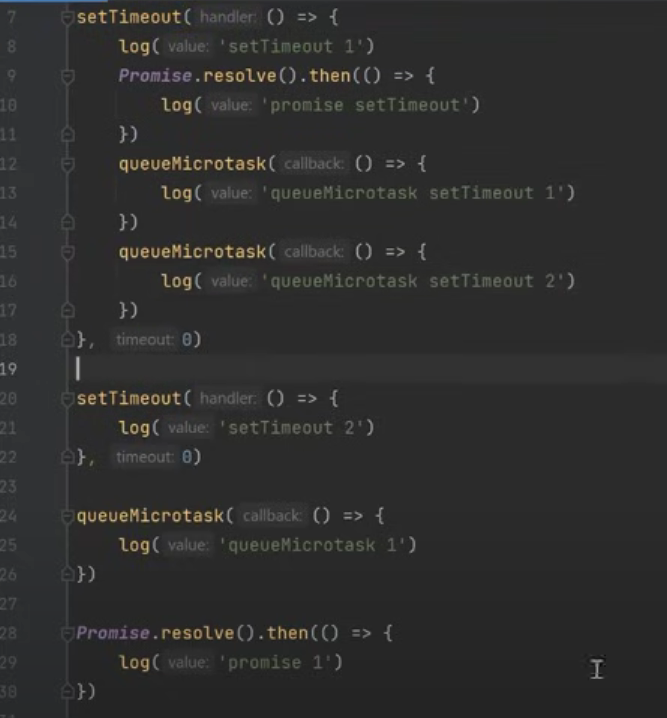 7 setTimeout( handler: () => {
8 log( value: 'setTimeout 1')
9 Promise.resolve().then(() => {
10 log( value: 'promise setTimeout')
11 })
12 queueMicrotask( callback: () => {
13 log( value: 'queueMicrotask setTimeout 1')
14 })
15 queueMicrotask( callback: () => {
16 log( value: 'queueMicrotask setTimeout 2')
17 })
18 }, timeout: 0)
19
20 setTimeout( handler: () => {
21 log( value: 'setTimeout 2')
22 }, timeout: 0)
23
24 queueMicrotask( callback: () => {
25 log( value: 'queueMicrotask 1')
26 })
27
28 Promise.resolve().then(() => {
29 log( value: 'promise 1')
30 })